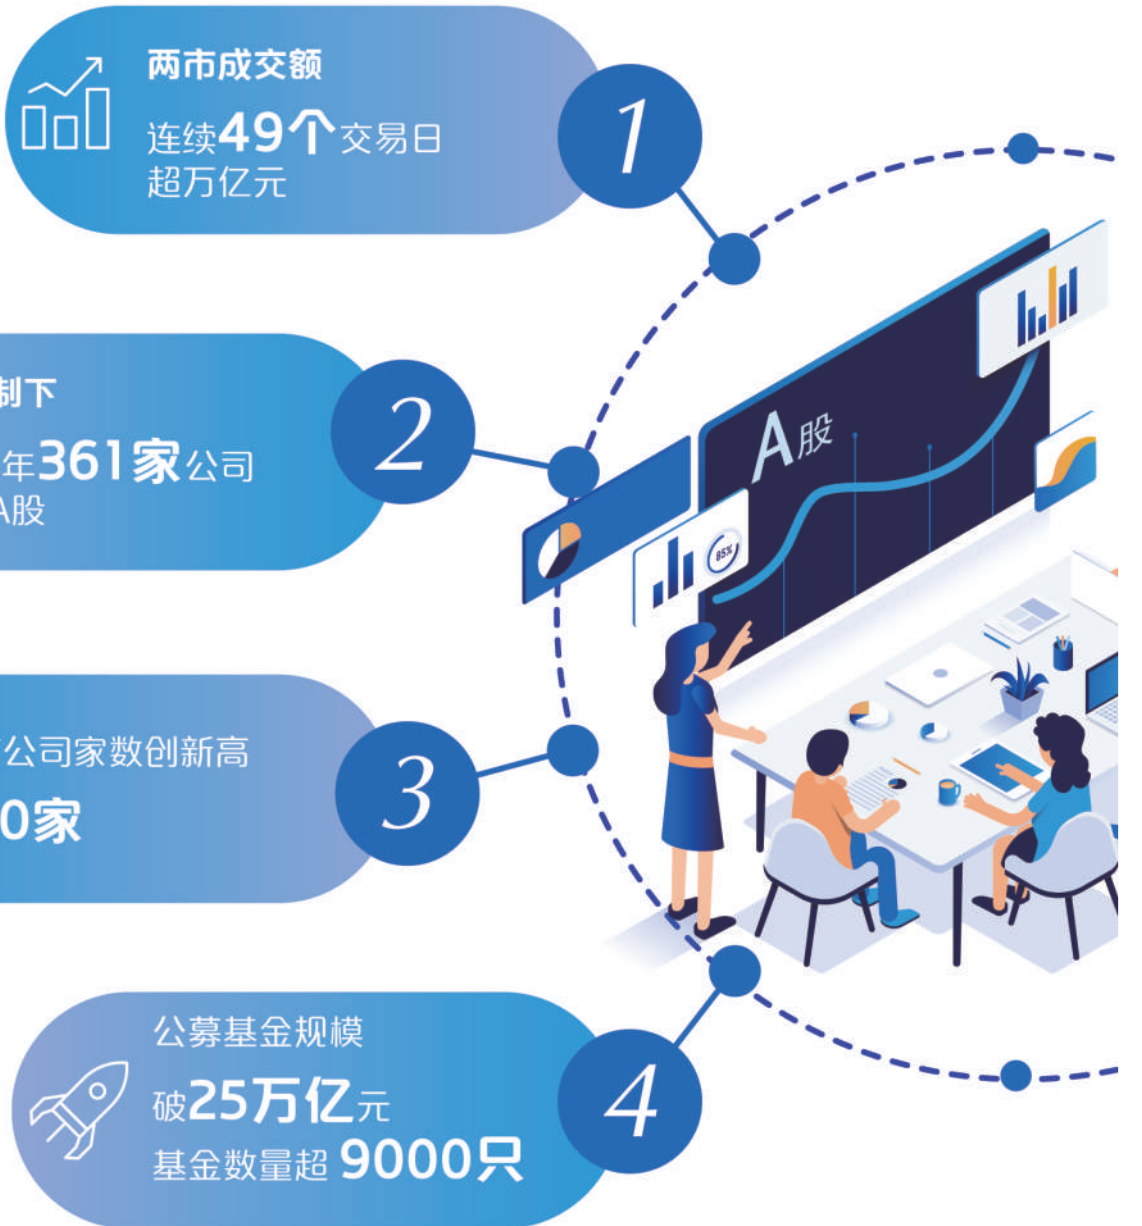 两市成交额
连续49个交易日
超万亿元
1
制下
年361家公司
A股
2
公司家数创新高
0家
3
公募基金规模
破25万亿元
基金数量超 9000只
4
A股
85%